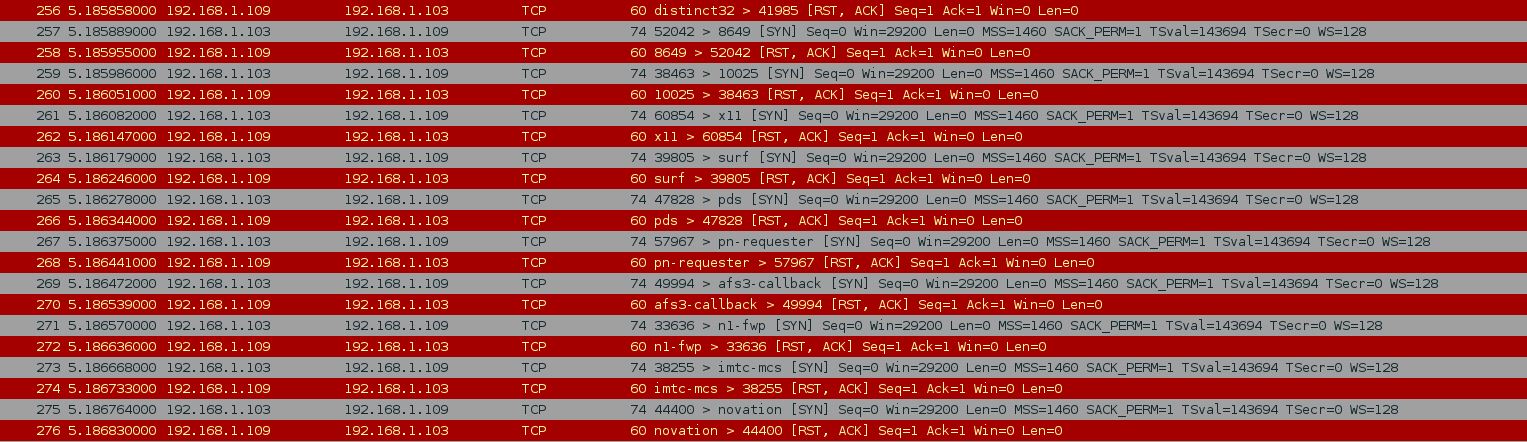 256 5.185858000 192.168.1.109 192.168.1.103 TCP 60 distinct32 > 41985 [RST, ACK] Seq=1 Ack=1 Win=0 Len=0
257 5.185889000 192.168.1.103 192.168.1.109 TCP 74 52042 > 8649 [SYN] Seq=0 Win=29200 Len=0 MSS=1460 SACK_PERM=1 TSval=143694 TSecr=0 WS=128
258 5.185955000 192.168.1.109 192.168.1.103 TCP 60 8649 > 52042 [RST, ACK] Seq=1 Ack=1 Win=0 Len=0
259 5.185986000 192.168.1.103 192.168.1.109 TCP 74 38463 > 10025 [SYN] Seq=0 Win=29200 Len=0 MSS=1460 SACK_PERM=1 TSval=143694 TSecr=0 WS=128
260 5.186051000 192.168.1.109 192.168.1.103 TCP 60 10025 > 38463 [RST, ACK] Seq=1 Ack=1 Win=0 Len=0
261 5.186082000 192.168.1.103 192.168.1.109 TCP 74 60854 > x11 [SYN] Seq=0 Win=29200 Len=0 MSS=1460 SACK_PERM=1 TSval=143694 TSecr=0 WS=128
262 5.186147000 192.168.1.109 192.168.1.103 TCP 60 x11 > 60854 [RST, ACK] Seq=1 Ack=1 Win=0 Len=0
263 5.186179000 192.168.1.103 192.168.1.109 TCP 74 39805 > surf [SYN] Seq=0 Win=29200 Len=0 MSS=1460 SACK_PERM=1 TSval=143694 TSecr=0 WS=128
264 5.186246000 192.168.1.109 192.168.1.103 TCP 60 surf > 39805 [RST, ACK] Seq=1 Ack=1 Win=0 Len=0
265 5.186278000 192.168.1.103 192.168.1.109 TCP 74 47828 > pds [SYN] Seq=0 Win=29200 Len=0 MSS=1460 SACK_PERM=1 TSval=143694 TSecr=0 WS=128
266 5.186344000 192.168.1.109 192.168.1.103 TCP 60 pds > 47828 [RST, ACK] Seq=1 Ack=1 Win=0 Len=0
267 5.186375000 192.168.1.103 192.168.1.109 TCP 74 57967 > pn-requester [SYN] Seq=0 Win=29200 Len=0 MSS=1460 SACK_PERM=1 TSval=143694 TSecr=0 WS=128
268 5.186441000 192.168.1.109 192.168.1.103 TCP 60 pn-requester > 57967 [RST, ACK] Seq=1 Ack=1 Win=0 Len=0
269 5.186472000 192.168.1.103 192.168.1.109 TCP 74 49994 > afs3-callback [SYN] Seq=0 Win=29200 Len=0 MSS=1460 SACK_PERM=1 TSval=143694 TSecr=0 WS=128
270 5.186539000 192.168.1.109 192.168.1.103 TCP 60 afs3-callback > 49994 [RST, ACK] Seq=1 Ack=1 Win=0 Len=0
271 5.186570000 192.168.1.103 192.168.1.109 TCP 74 33636 > n1-fwp [SYN] Seq=0 Win=29200 Len=0 MSS=1460 SACK_PERM=1 TSval=143694 TSecr=0 WS=128
272 5.186636000 192.168.1.109 192.168.1.103 TCP 60 n1-fwp > 33636 [RST, ACK] Seq=1 Ack=1 Win=0 Len=0
273 5.186668000 192.168.1.103 192.168.1.109 TCP 74 38255 > imtc-mcs [SYN] Seq=0 Win=29200 Len=0 MSS=1460 SACK_PERM=1 TSval=143694 TSecr=0 WS=128
274 5.186733000 192.168.1.109 192.168.1.103 TCP 60 imtc-mcs > 38255 [RST, ACK] Seq=1 Ack=1 Win=0 Len=0
275 5.186764000 192.168.1.103 192.168.1.109 TCP 74 44400 > novation [SYN] Seq=0 Win=29200 Len=0 MSS=1460 SACK_PERM=1 TSval=143694 TSecr=0 WS=128
276 5.186830000 192.168.1.109 192.168.1.103 TCP 60 novation > 44400 [RST, ACK] Seq=1 Ack=1 Win=0 Len=0